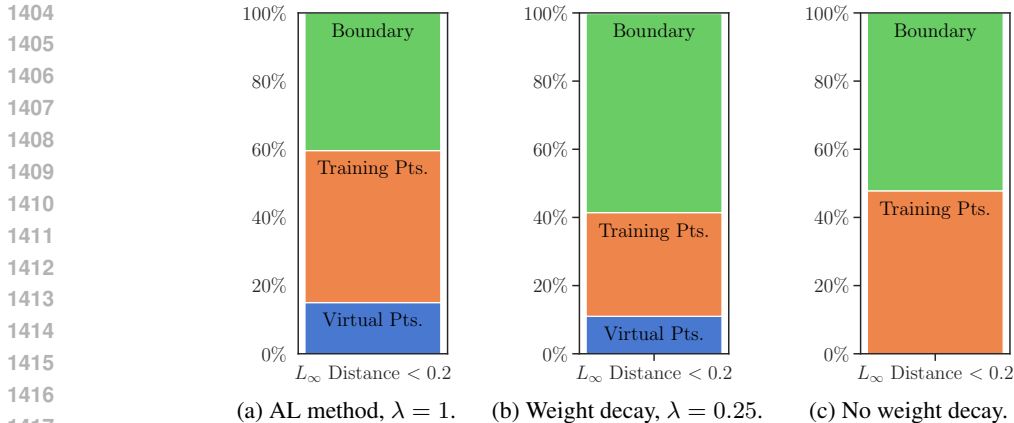 1404
1405
1406
1407
1408
1409
1410
1411
1412
1413
1414
1415
1416
100%
80%
60%
40%
20%
0%
Boundary
Training Pts.
Virtual Pts.
L∞ Distance < 0.2
(a) AL method, λ = 1.
100%
80%
60%
40%
20%
0%
Boundary
Training Pts.
Virtual Pts.
L∞ Distance < 0.2
(b) Weight decay, λ = 0.25.
100%
80%
60%
40%
20%
0%
Boundary
Training Pts.
L∞ Distance < 0.2
(c) No weight decay.